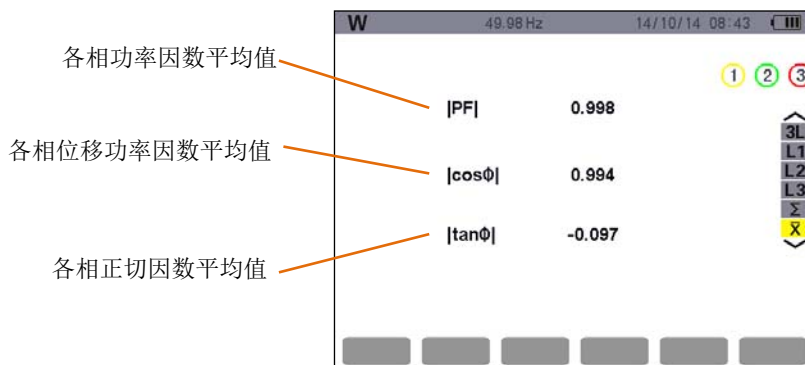 W 49.98 Hz 14/10/14 08:43
各相功率因数平均值
1 2 3
|PF| 0.998
3L
L1
各相位移功率因数平均值
|cosΦ| 0.994
L2
L3
Σ
|tanΦ| -0.097
X̄
各相正切因数平均值